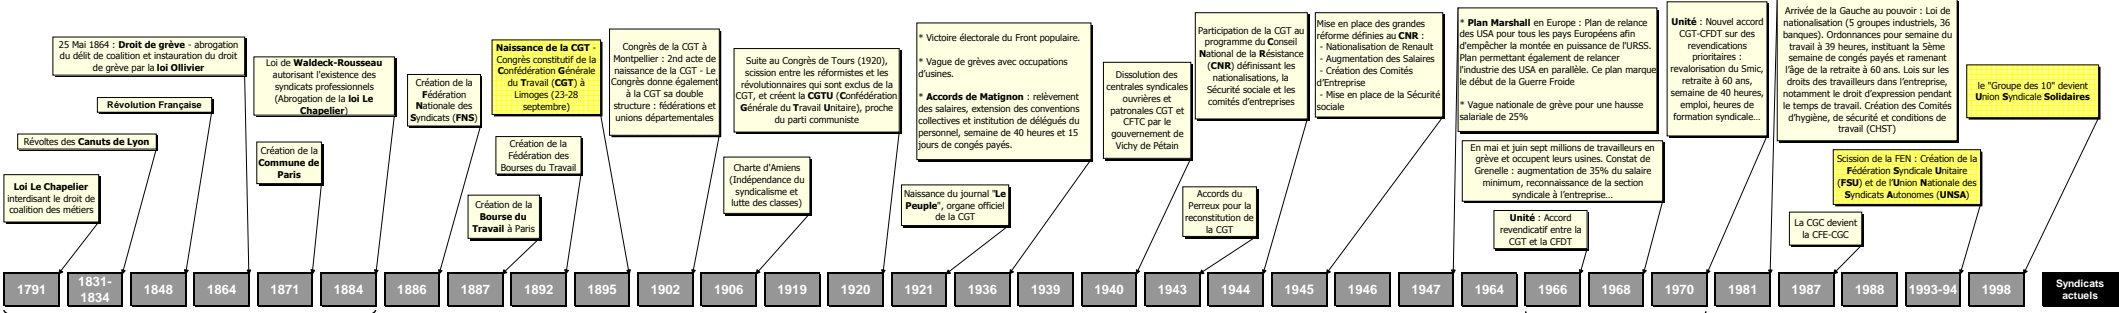 25 Mai 1864 : Droit de grève - abrogation
du délit de coalition et instauration du droit
de grève par la loi Ollivier
Révolution Française
Révoltes des Canuts de Lyon
Loi Le Chapelier
interdisant le droit de
coalition des métiers
Loi de Waldeck-Rousseau
autorisant l'existence des
syndicats professionnels
(Abrogation de la loi Le
Chapelier)
Création de la
Commune de
Paris
Création de la
Fédération
Nationale des
Syndicats (FNS)
Naissance de la CGT -
Congrès constitutif de la
Confédération Générale
du Travail (CGT) à
Limoges (23-28
septembre)
Création de la
Fédération des
Bourses du Travail
Création de la
Bourse du
Travail à Paris
Congrès de la CGT à
Montpellier : 2nd acte de
naissance de la CGT - Le
Congrès donne également
à la CGT sa double
structure : fédérations et
unions départementales
Suite au Congrès de Tours (1920),
scission entre les réformistes et les
révolutionnaires qui sont exclus de la
CGT, et créent la CGTU (Confédération
Générale du Travail Unitaire), proche
du parti communiste
Charte d'Amiens
(Indépendance du
syndicalisme et
lutte des classes)
* Victoire électorale du Front populaire.
* Vague de grèves avec occupations
d'usines.
* Accords de Matignon : relèvement
des salaires, extension des conventions
collectives et institution de délégués du
personnel, semaine de 40 heures et 15
jours de congés payés.
Naissance du journal "Le
Peuple", organe officiel
de la CGT
Dissolution des
centrales syndicales
ouvrières et
patronales CGT et
CFTC par le
gouvernement de
Vichy de Pétain
Participation de la CGT au
programme du Conseil
National de la Résistance
(CNR) définissant les
nationalisations, la
Sécurité sociale et les
comités d'entreprises
Accords du
Perreux pour la
reconstitution de
la CGT
Mise en place des grandes
réforme définies au CNR :
- Nationalisation de Renault
- Augmentation des Salaires
- Création des Comités
d'Entreprise
- Mise en place de la Sécurité
sociale
* Plan Marshall en Europe : Plan de relance
des USA pour tous les pays Européens afin
d'empêcher la montée en puissance de l'URSS.
Plan permettant également de relancer
l'industrie des USA en parallèle. Ce plan marque
le début de la Guerre Froide
* Vague nationale de grève pour une hausse
salariale de 25%
En mai et juin sept millions de travailleurs en
grève et occupent leurs usines. Constat de
Grenelle : augmentation de 35% du salaire
minimum, reconnaissance de la section
syndicale à l'entreprise...
Unité : Accord
revendicatif entre la
CGT et la CFDT
Unité : Nouvel accord
CGT-CFDT sur des
revendications
prioritaires :
revalorisation du Smic,
retraite à 60 ans,
semaine de 40 heures,
emploi, heures de
formation syndicale...
Arrivée de la Gauche au pouvoir : Loi de
nationalisation (5 groupes industriels, 36
banques). Ordonnances pour semaine du
travail à 39 heures, instituant la 5ème
semaine de congés payés et ramenant
l'âge de la retraite à 60 ans. Lois sur les
droits des travailleurs dans l'entreprise,
notamment le droit d'expression pendant
le temps de travail. Création des Comités
d'hygiène, de sécurité et conditions de
travail (CHST)
Scission de la FEN : Création de la
Fédération Syndicale Unitaire
(FSU) et de l'Union Nationale des
Syndicats Autonomes (UNSA)
La CGC devient
la CFE-CGC
le "Groupe des 10" devient
Union Syndicale Solidaires
1791
1831-
1834
1848
1864
1871
1884
1886
1887
1892
1895
1902
1906
1919
1920
1921
1936
1939
1940
1943
1944
1945
1946
1947
1964
1966
1968
1970
1981
1987
1988
1993-94
1998
Syndicats
actuels